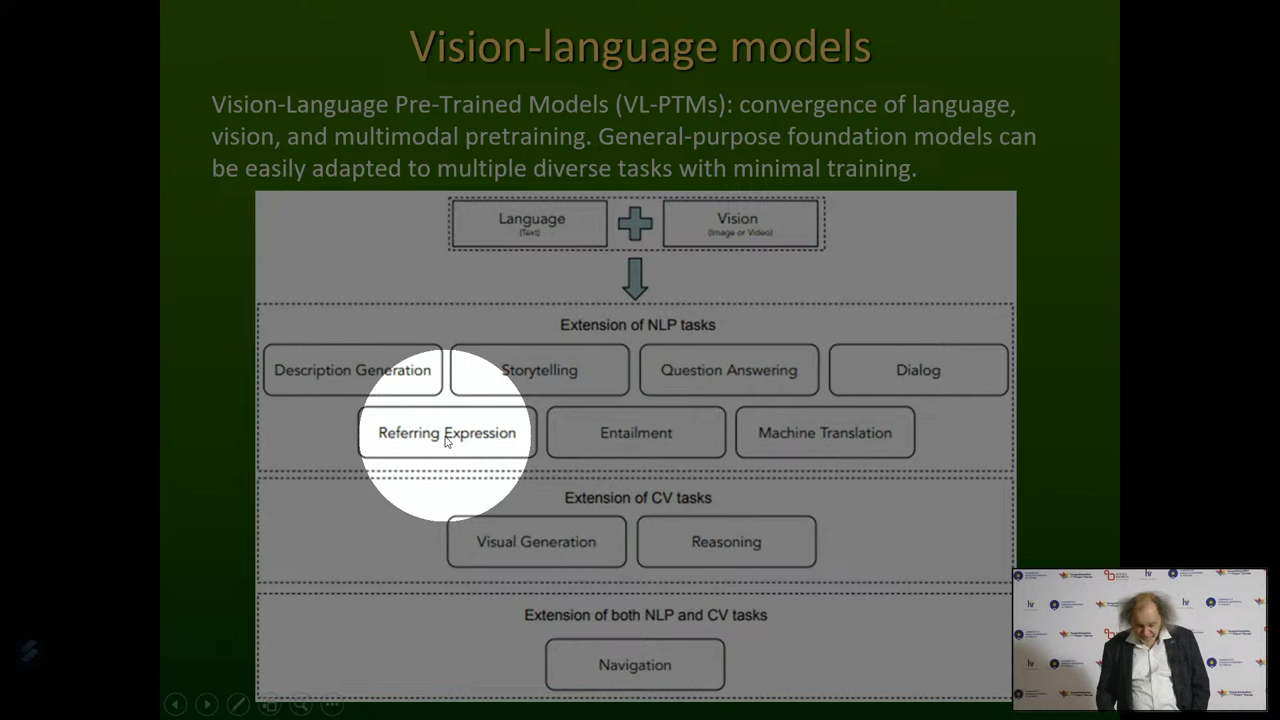 Vision-language models
Vision-Language Pre-Trained Models (VL-PTMs): convergence of language,
vision, and multimodal pretraining. General-purpose foundation models can
be easily adapted to multiple diverse tasks with minimal training.
Language
(Text)
Vision
(Image or Video)
Extension of NLP tasks
Description Generation
Storytelling
Question Answering
Dialog
Referring Expression
Entailment
Machine Translation
Extension of CV tasks
Visual Generation
Reasoning
Extension of both NLP and CV tasks
Navigation